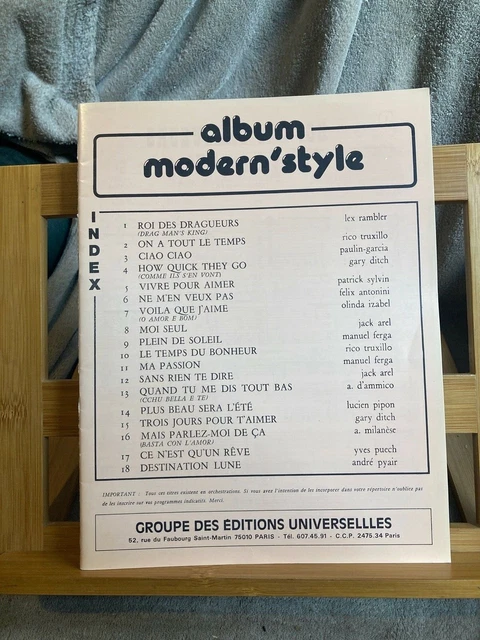 album
modern'style
INDEX
1 ROI DES DRAGUEURS lex rambler
(DRAG MAN'S KING)
2 ON A TOUT LE TEMPS rico truxillo
3 CIAO CIAO paulin-garcia
4 HOW QUICK THEY GO gary ditch
(COMME ILS S'EN VONT)
5 VIVRE POUR AIMER patrick sylvin
6 NE M'EN VEUX PAS felix antonini
7 VOILA QUE J'AIME olinda izabel
(O AMOR E BOM)
8 MOI SEUL jack arel
9 PLEIN DE SOLEIL manuel ferga
10 LE TEMPS DU BONHEUR rico truxillo
11 MA PASSION manuel ferga
12 SANS RIEN TE DIRE jack arel
13 QUAND TU ME DIS TOUT BAS a. d'ammico
(CCHU BELLA E TE)
14 PLUS BEAU SERA L'ÉTÉ lucien pipon
15 TROIS JOURS POUR T'AIMER gary ditch
16 MAIS PARLEZ-MOI DE ÇA a. milanèse
(BASTA CON L'AMOR)
17 CE N'EST QU'UN RÊVE yves puech
18 DESTINATION LUNE andré pyair
IMPORTANT : Tous ces titres existent en orchestrations. Si vous avez l'intention de les incorporer dans votre repertoire n'oubliez pas
de les inscrire sur vos programmes indicatifs. Merci.
GROUPE DES ÉDITIONS UNIVERSELLLES
52, rue du Faubourg Saint-Martin 75010 PARIS - Tél. 607.45.91 - C.C.P. 2475.34 Paris